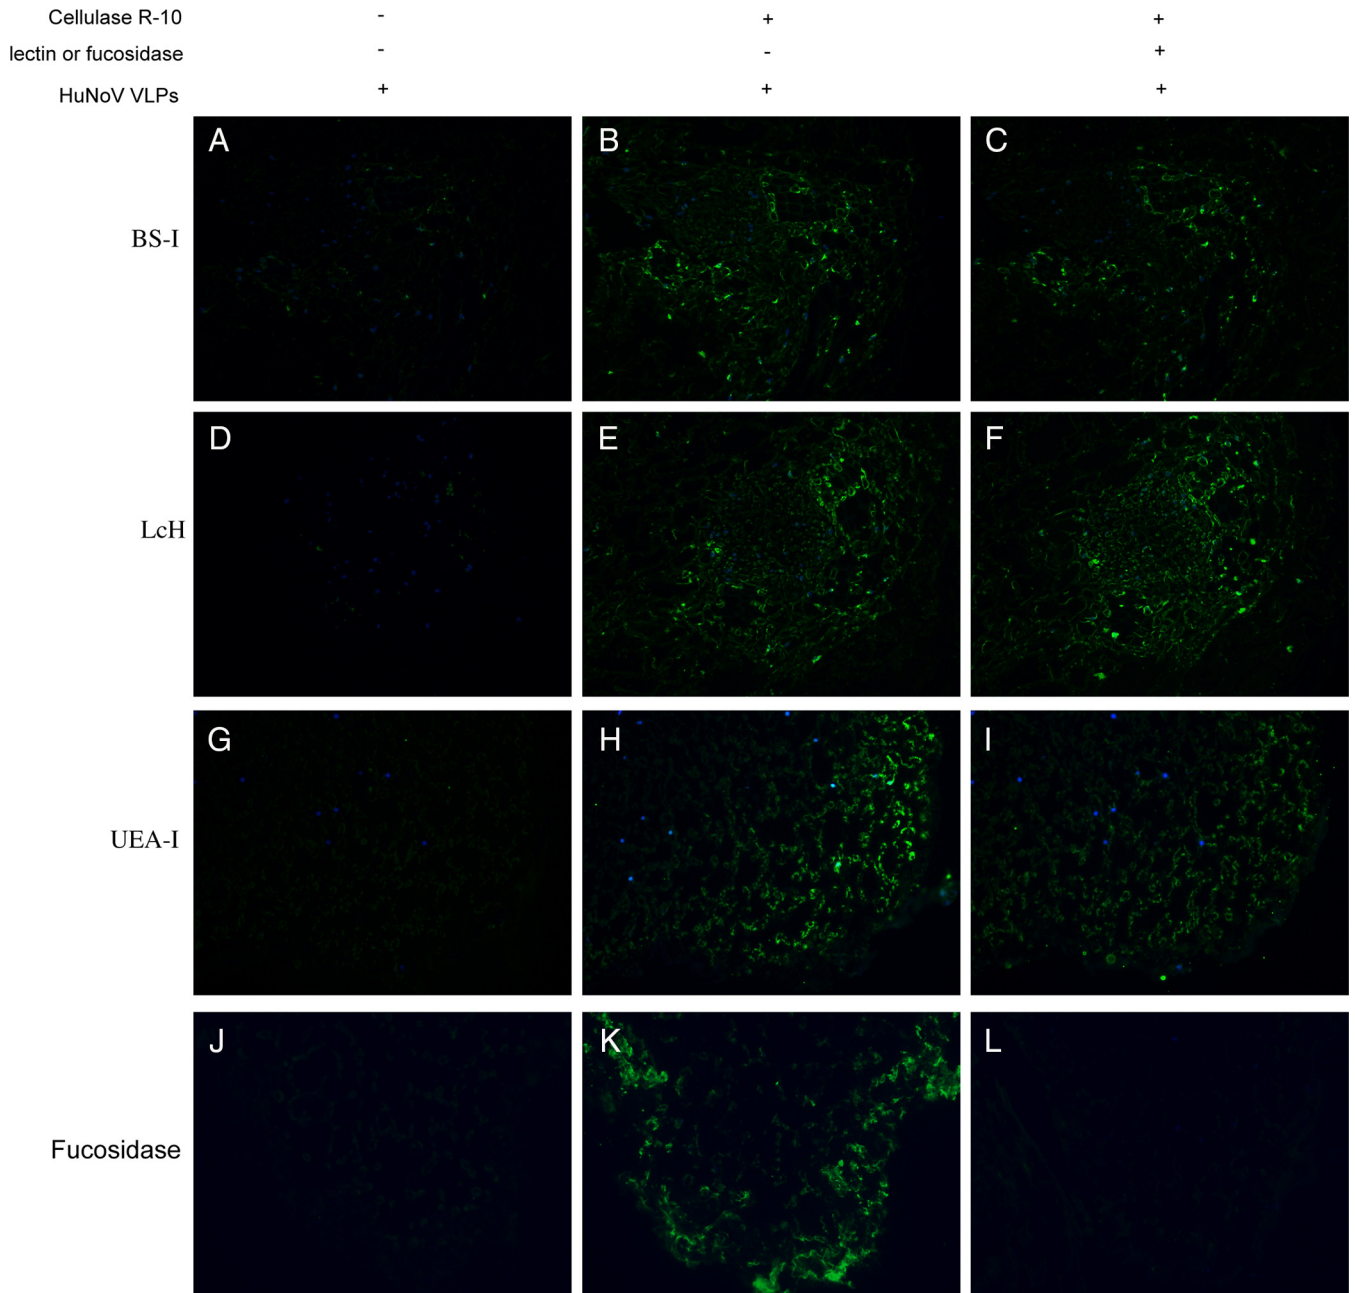 Cellulase R-10 - + +
lectin or fucosidase - - +
HuNoV VLPs + + +
A B C
BS-I
D E F
LcH
G H I
UEA-I
J K L
Fucosidase